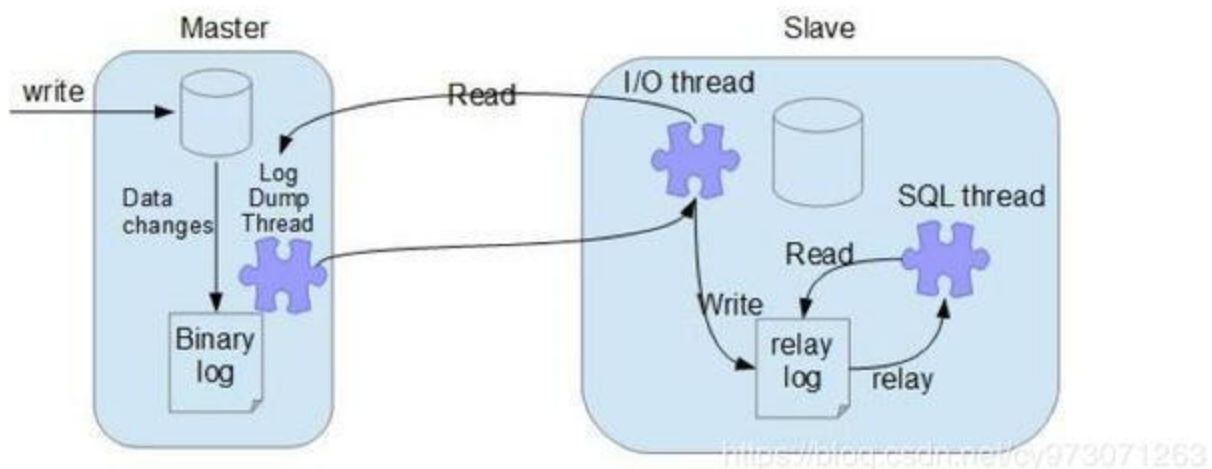 Master
Slave
write
Read
I/O thread
Log
Dump
Thread
Data
changes
SQL thread
Read
Write
Binary
log
relay
log
relay
https://blog.csdn.net/cy973071263